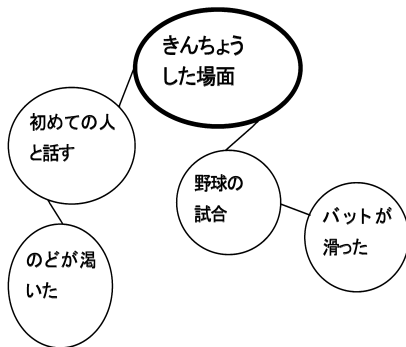 きんちょう
した場面
初めての人
と話す
野球の
試合
バットが
滑った
のどが渇
いた